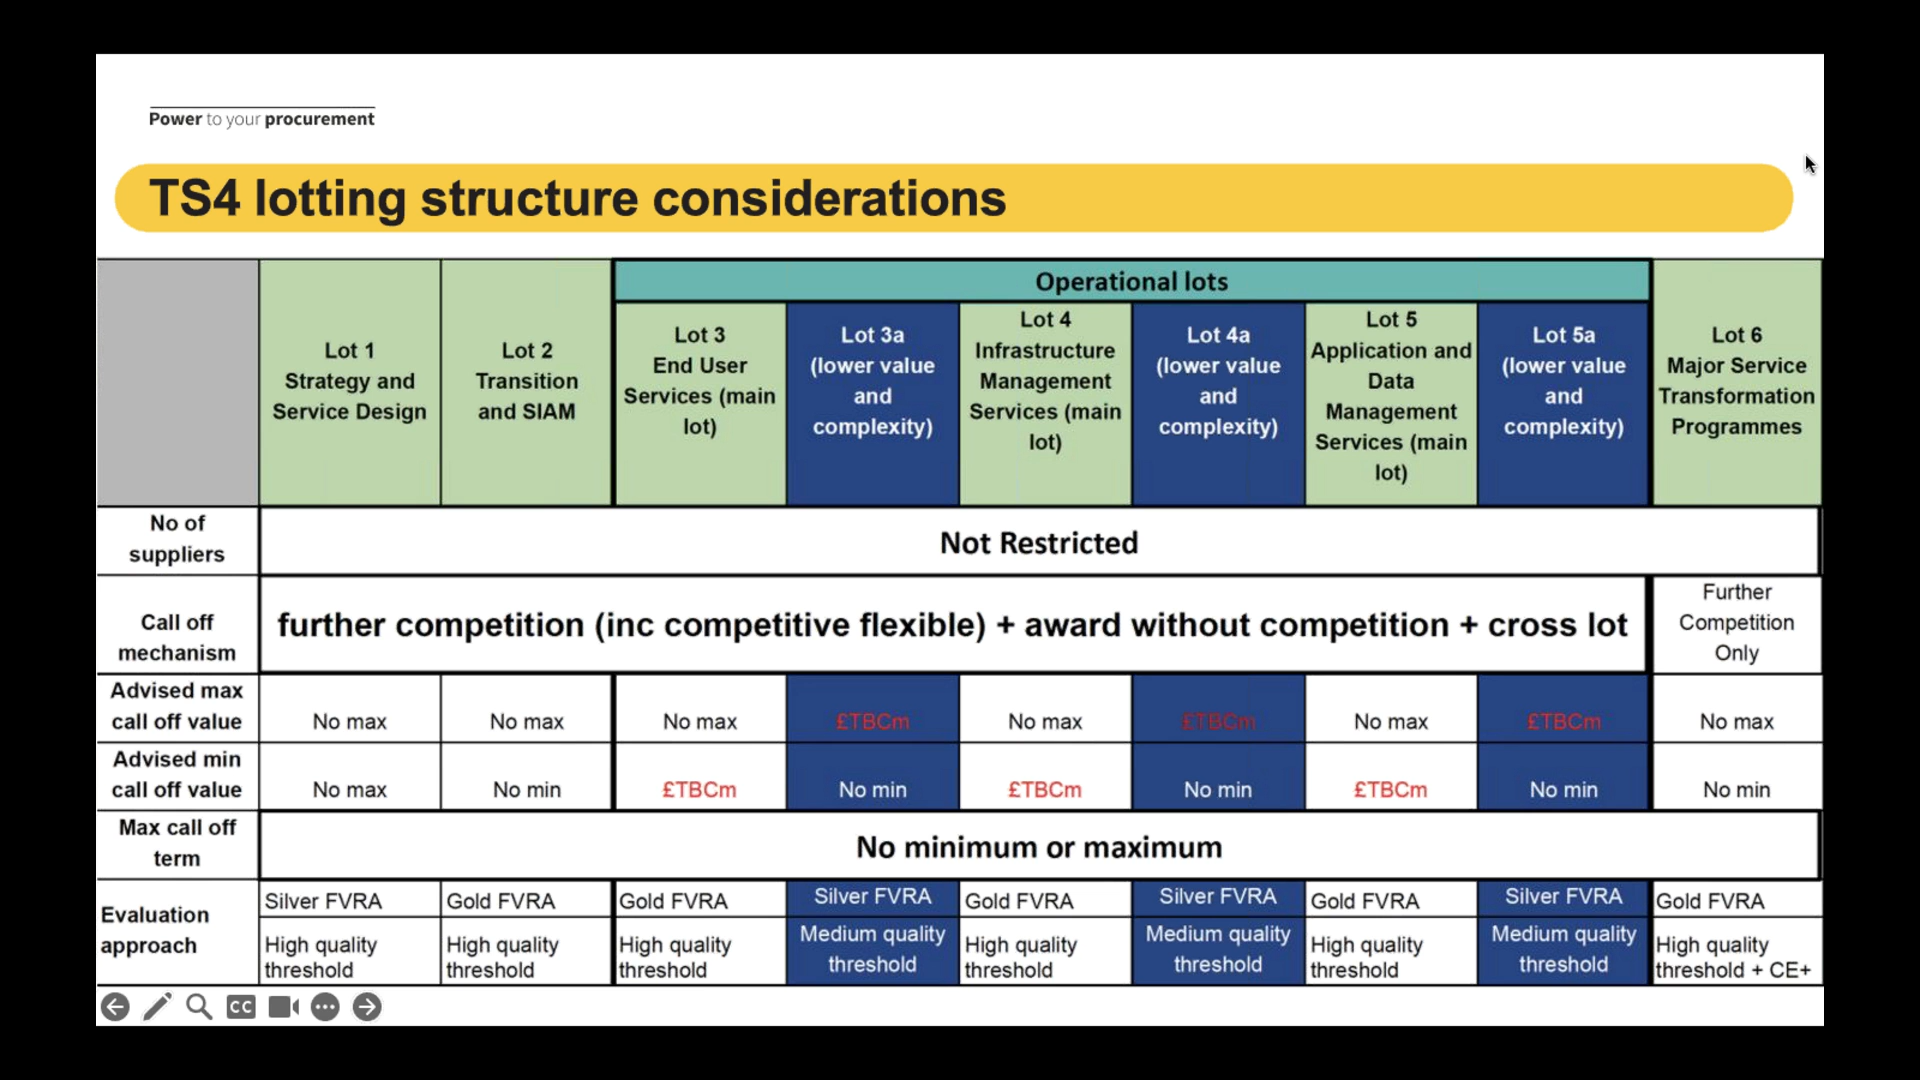 Power to your procurement
TS4 lotting structure considerations
Operational lots
Lot 1
Strategy and
Service Design
Lot 2
Transition
and SIAM
Lot 3
End User
Services (main
lot)
Lot 3a
(lower value
and
complexity)
Lot 4
Infrastructure
Management
Services (main
lot)
Lot 4a
(lower value
and
complexity)
Lot 5
Application and
Data
Management
Services (main
lot)
Lot 5a
(lower value
and
complexity)
Lot 6
Major Service
Transformation
Programmes
No of
suppliers
Not Restricted
Call off
mechanism
further competition (inc competitive flexible) + award without competition + cross lot
Further
Competition
Only
Advised max
call off value
No max
No max
No max
£TBCm
No max
£TBCm
No max
£TBCm
No max
Advised min
call off value
No max
No min
£TBCm
No min
£TBCm
No min
£TBCm
No min
No min
Max call off
term
No minimum or maximum
Evaluation
approach
Silver FVRA
Gold FVRA
Gold FVRA
Silver FVRA
Gold FVRA
Silver FVRA
Gold FVRA
Silver FVRA
Gold FVRA
High quality
threshold
High quality
threshold
High quality
threshold
Medium quality
threshold
High quality
threshold
Medium quality
threshold
High quality
threshold
Medium quality
threshold
High quality
threshold + CE+
CC